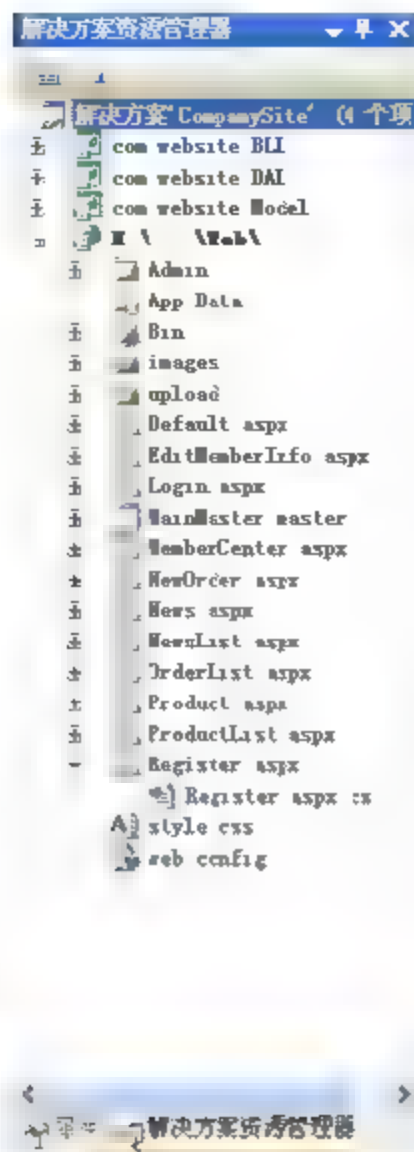 解决方案资源管理器
解决方案"CompanySite' (4 个项
com website BLL
com website DAL
com website Model
\ \Web\
Admin
App Data
Bin
images
upload
Default aspx
EditMemberInfo aspx
Login aspx
MainMaster master
MemberCenter aspx
NewOrder aspx
News aspx
NewsList aspx
OrderList aspx
Product aspx
ProductList aspx
Register aspx
Register aspx cs
style css
web config
解决方案资源管理器